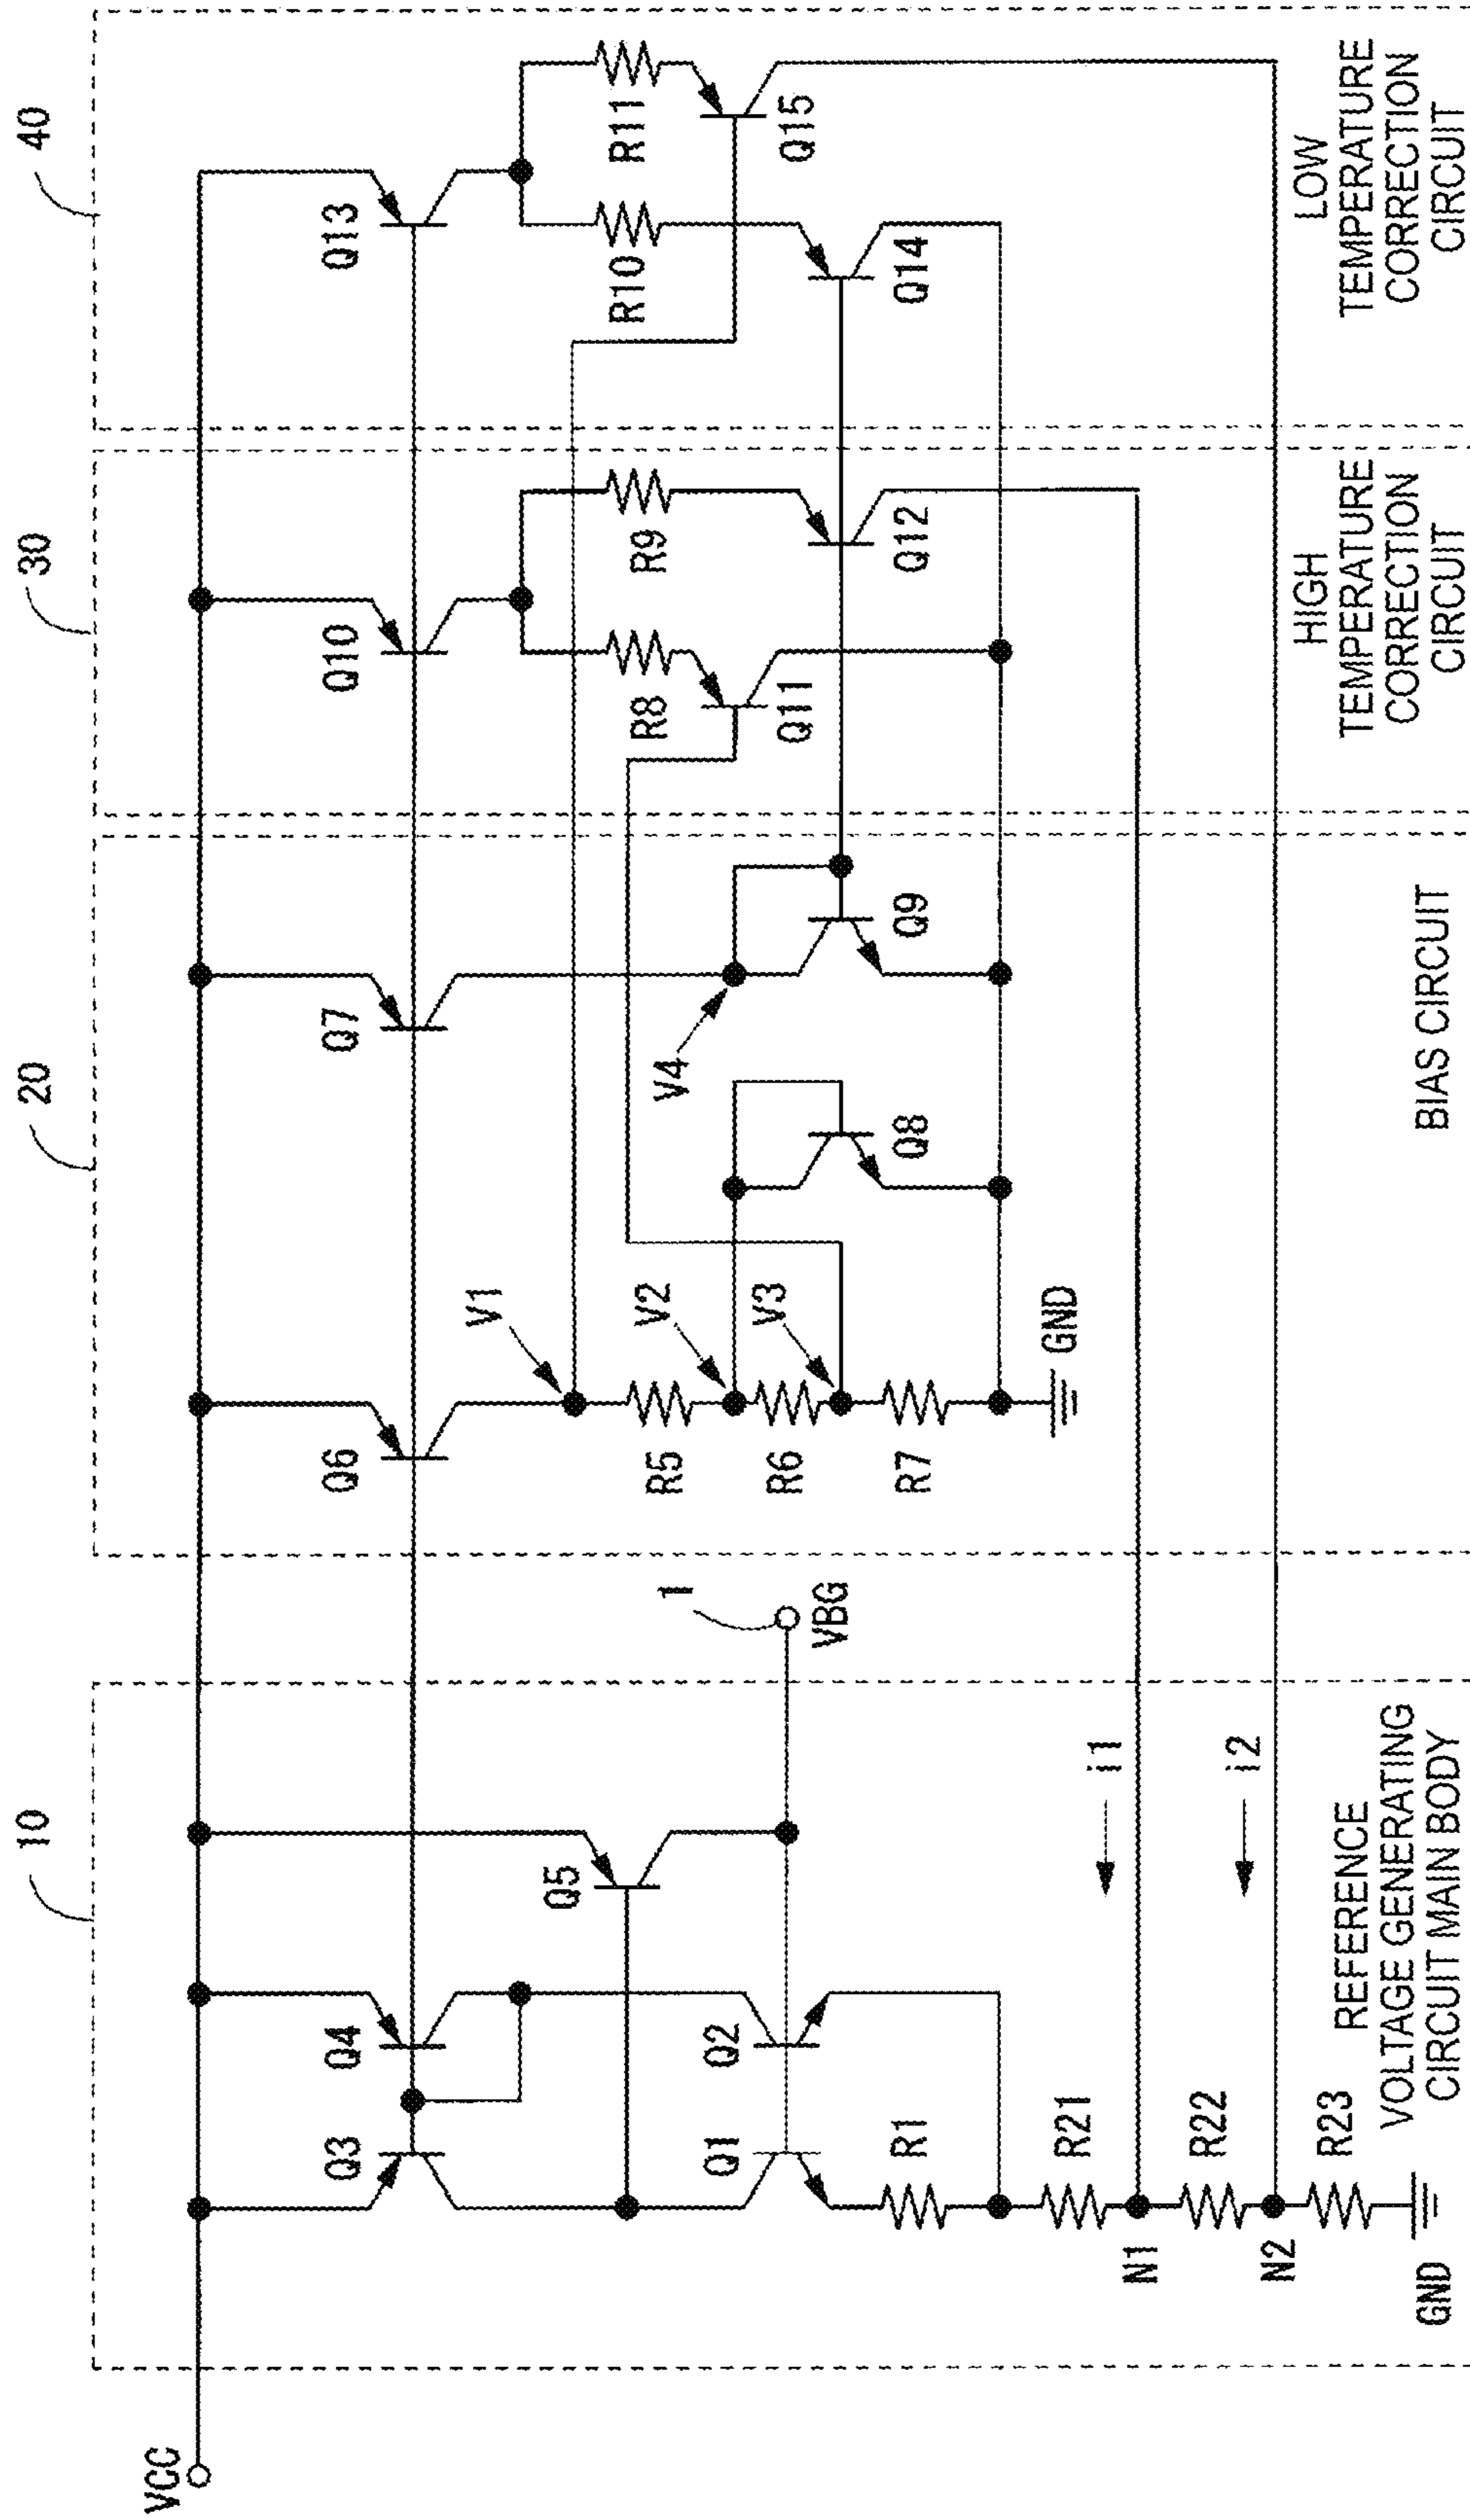 10
20
30
40
VCC
Q3
Q4
Q5
Q1
Q2
R1
R21
N1
R22
N2
R23
GND
i1
i2
1
VBG
REFERENCE
VOLTAGE GENERATING
CIRCUIT MAIN BODY
Q6
Q7
V1
R5
V2
R6
V3
R7
GND
Q8
V4
Q9
BIAS CIRCUIT
Q10
R8
R9
Q11
Q12
HIGH
TEMPERATURE
CORRECTION
CIRCUIT
Q13
R10
R11
Q14
Q15
LOW
TEMPERATURE
CORRECTION
CIRCUIT